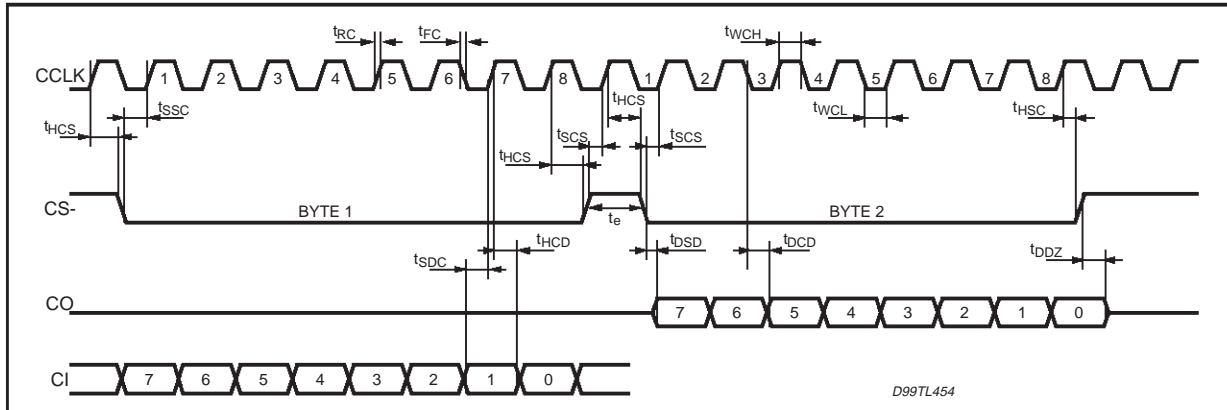 tRC tFC tWCH
CCLK 1 2 3 4 5 6 7 8 1 2 3 4 5 6 7 8
tHCS tSSC tHCS tSCS tHCS tSCS tWCL tHSC
CS- BYTE 1 te BYTE 2
tSDC tHCD tDSD tDCD tDDZ
CO 7 6 5 4 3 2 1 0
CI 7 6 5 4 3 2 1 0
D99TL454